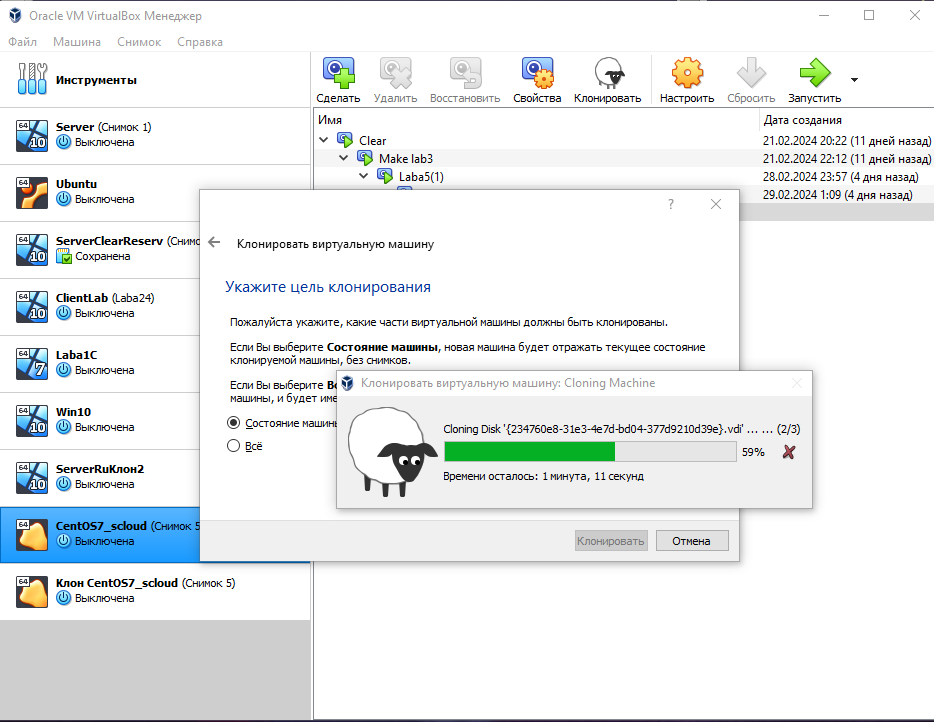 Oracle VM VirtualBox Менеджер
Файл Машина Снимок Справка
Инструменты
Server (Снимок 1)
Выключена
Ubuntu
Выключена
ServerClearReserv (Снимо
Сохранена
ClientLab (Laba24)
Выключена
Laba1C
Выключена
Win10
Выключена
ServerRuКлон2
Выключена
CentOS7_scloud (Снимок 5
Выключена
Клон CentOS7_scloud (Снимок 5)
Выключена
Сделать Удалить Восстановить Свойства Клонировать Настроить Сбросить Запустить
Имя Дата создания
Clear 21.02.2024 20:22 (11 дней назад)
Make lab3 21.02.2024 22:12 (11 дней назад)
Laba5(1) 28.02.2024 23:57 (4 дня назад)
29.02.2024 1:09 (4 дня назад)
Клонировать виртуальную машину
Укажите цель клонирования
Пожалуйста укажите, какие части виртуальной машины должны быть клонированы.
Если Вы выберите Состояние машины, новая машина будет отражать текущее состояние
клонируемой машины, без снимков.
Если Вы выберите
машины, и будет
Состояние машины
Всё
Клонировать Отмена
Клонировать виртуальную машину: Cloning Machine
Cloning Disk '{234760e8-31e3-4e7d-bd04-377d9210d39e}.vdi' ... ... (2/3)
59%
Времени осталось: 1 минута, 11 секунд